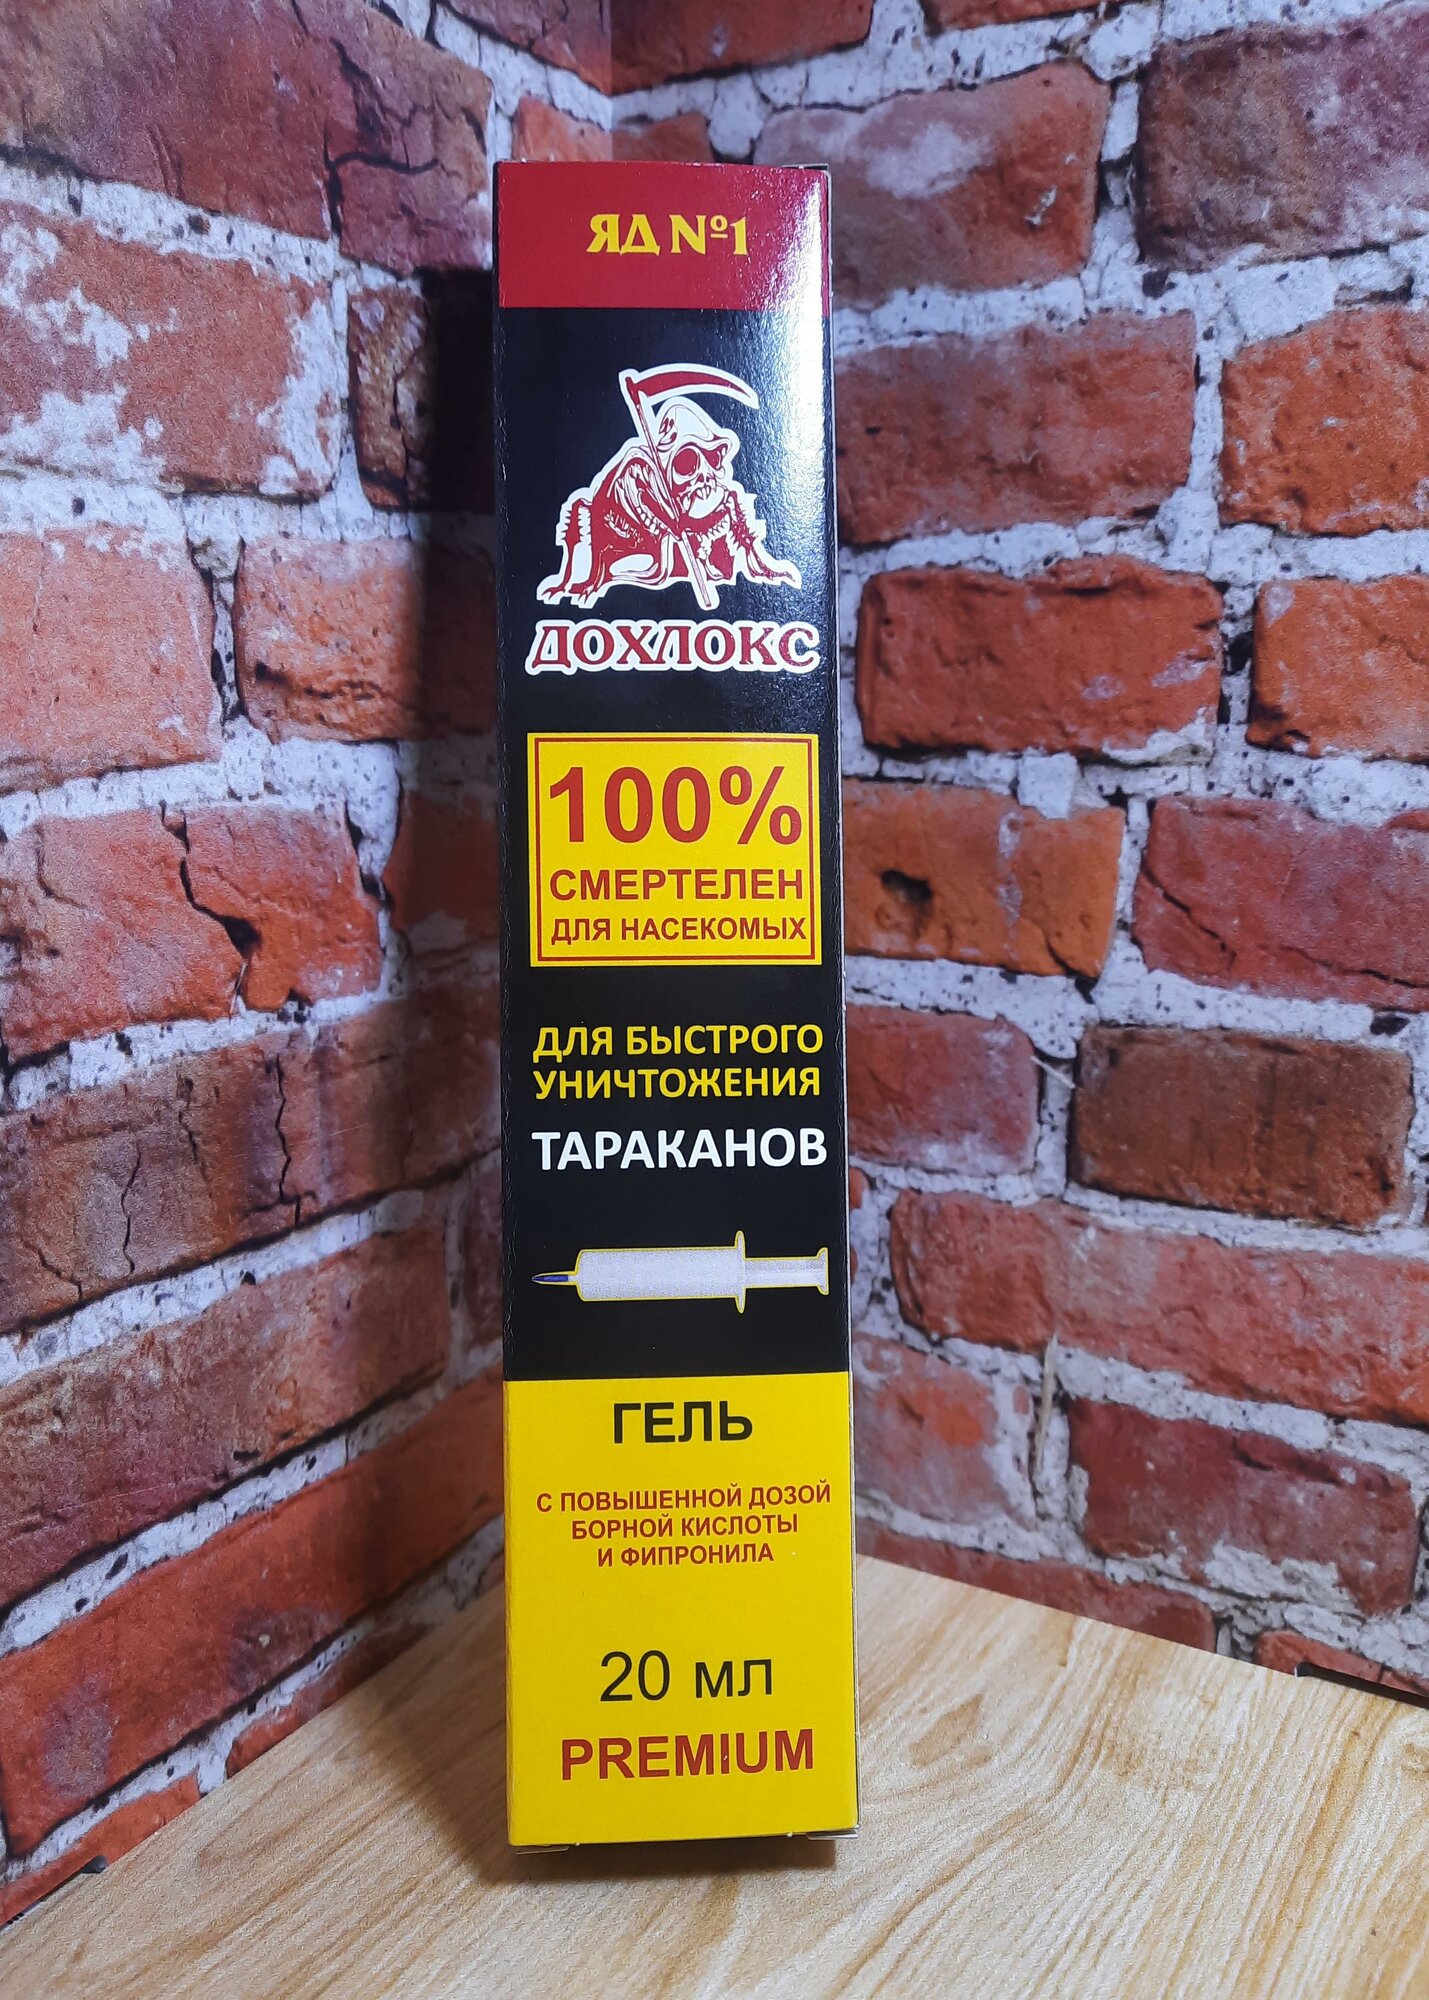 ЯД №1
ДОХЛОКС
100%
СМЕРТЕЛЕН
ДЛЯ НАСЕКОМЫХ
ДЛЯ БЫСТРОГО
УНИЧТОЖЕНИЯ
ТАРАКАНОВ
ГЕЛЬ
С ПОВЫШЕННОЙ ДОЗОЙ
БОРНОЙ КИСЛОТЫ
И ФИПРОНИЛА
20 мл
PREMIUM